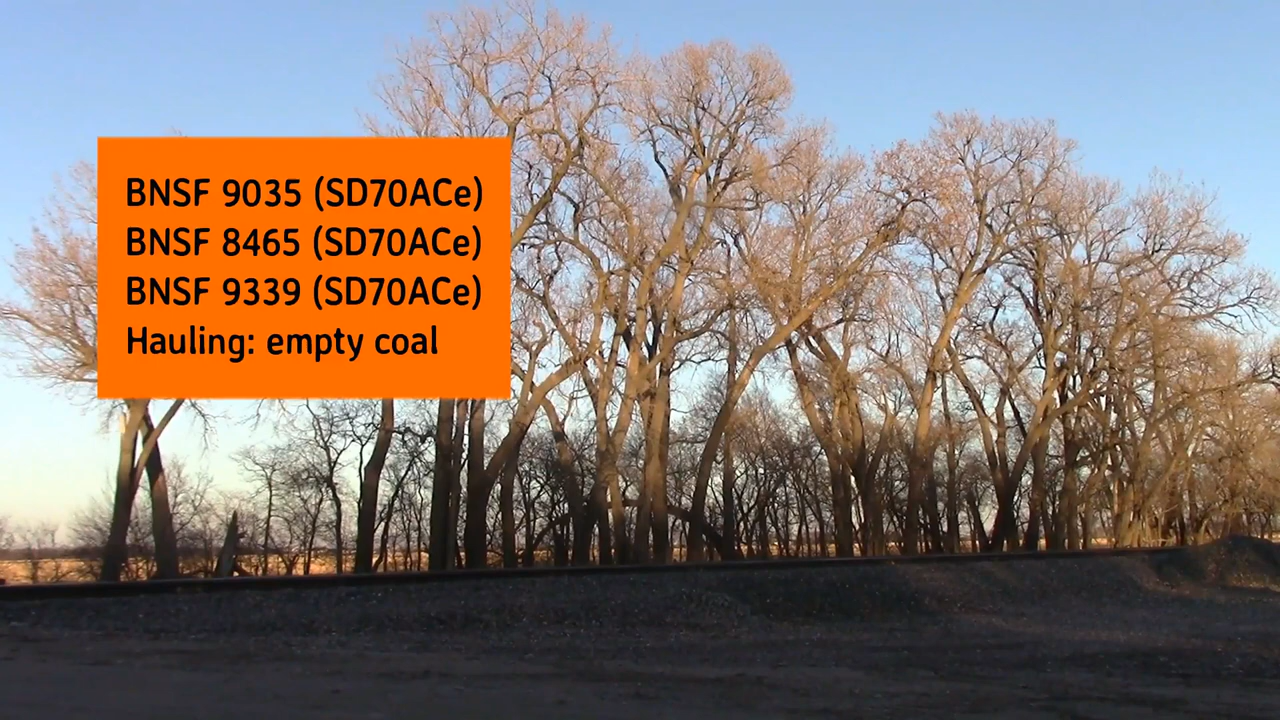 BNSF 9035 (SD70ACe)
BNSF 8465 (SD70ACe)
BNSF 9339 (SD70ACe)
Hauling: empty coal